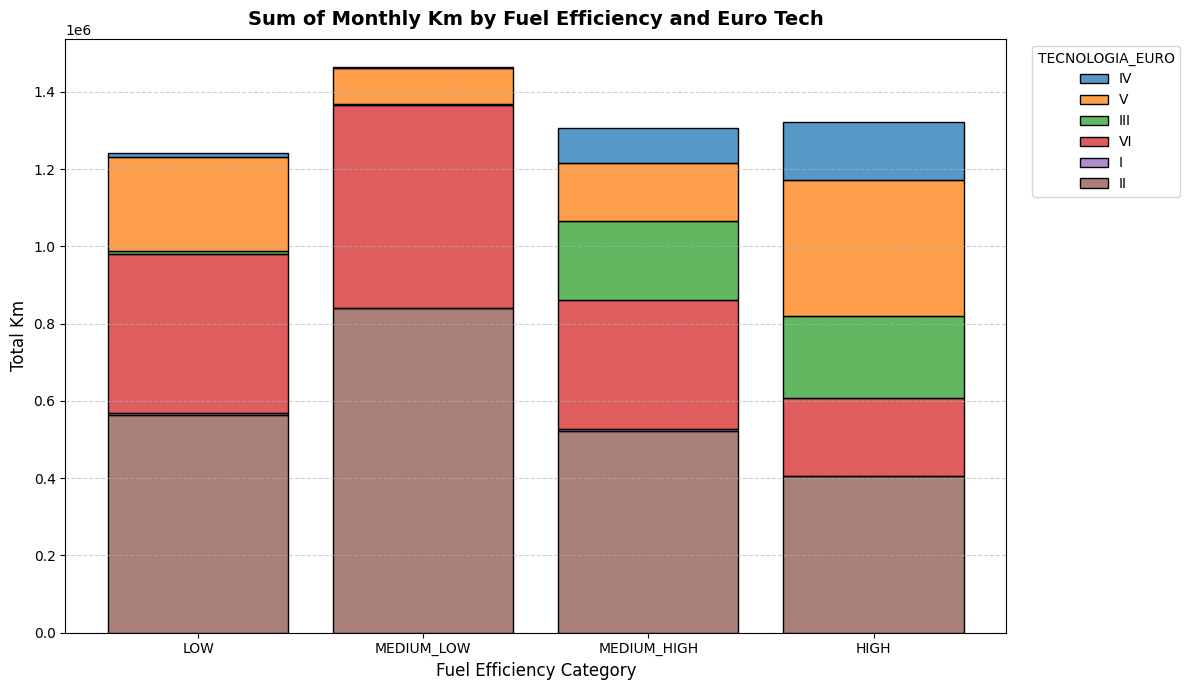 Sum of Monthly Km by Fuel Efficiency and Euro Tech
1e6
1.4
1.2
1.0
0.8
0.6
0.4
0.2
0.0
Total Km
LOW
MEDIUM_LOW
MEDIUM_HIGH
HIGH
Fuel Efficiency Category
TECNOLOGIA_EURO
IV
V
III
VI
I
II